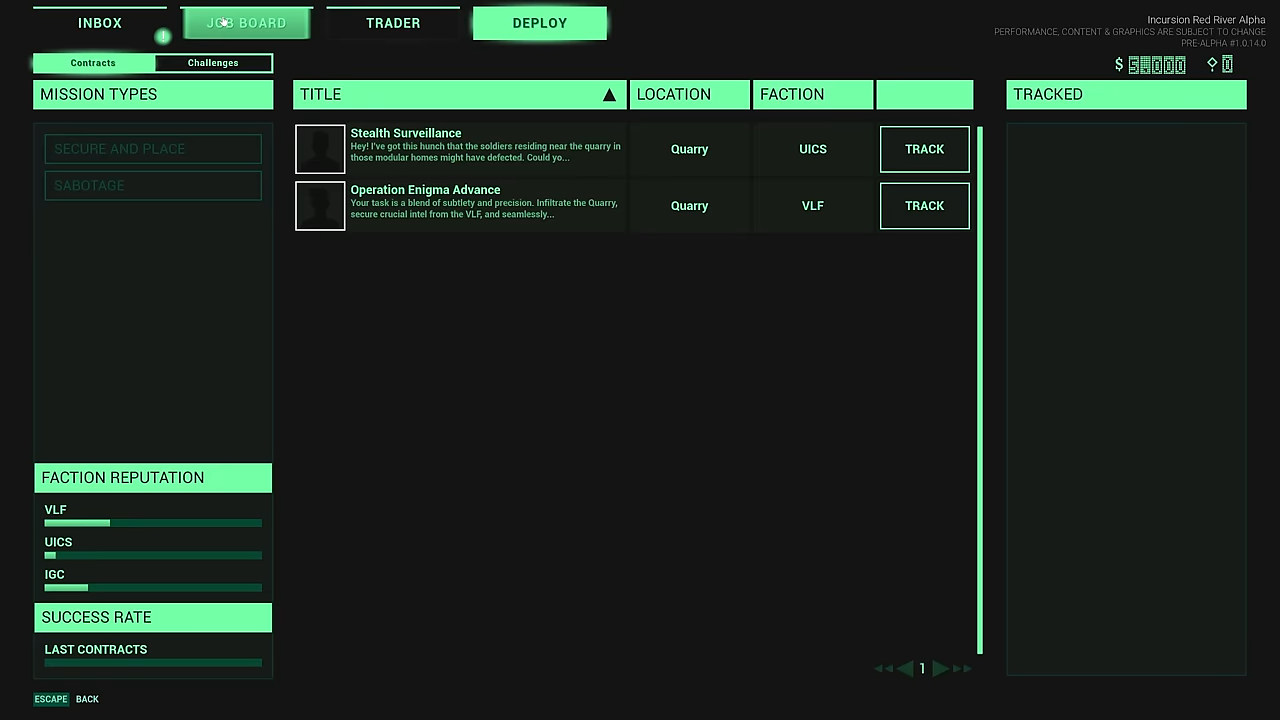 INBOX
!
JOB BOARD
TRADER
DEPLOY
Incursion Red River Alpha
PERFORMANCE, CONTENT & GRAPHICS ARE SUBJECT TO CHANGE
PRE-ALPHA #1.0.14.0
Contracts
Challenges
$
MISSION TYPES
TITLE
LOCATION
FACTION
TRACKED
SECURE AND PLACE
SABOTAGE
Stealth Surveillance
Hey! I've got this hunch that the soldiers residing near the quarry in
those modular homes might have defected. Could yo...
Quarry
UICS
TRACK
Operation Enigma Advance
Your task is a blend of subtlety and precision. Infiltrate the Quarry,
secure crucial intel from the VLF, and seamlessly...
Quarry
VLF
TRACK
FACTION REPUTATION
VLF
UICS
IGC
SUCCESS RATE
LAST CONTRACTS
1
ESCAPE BACK